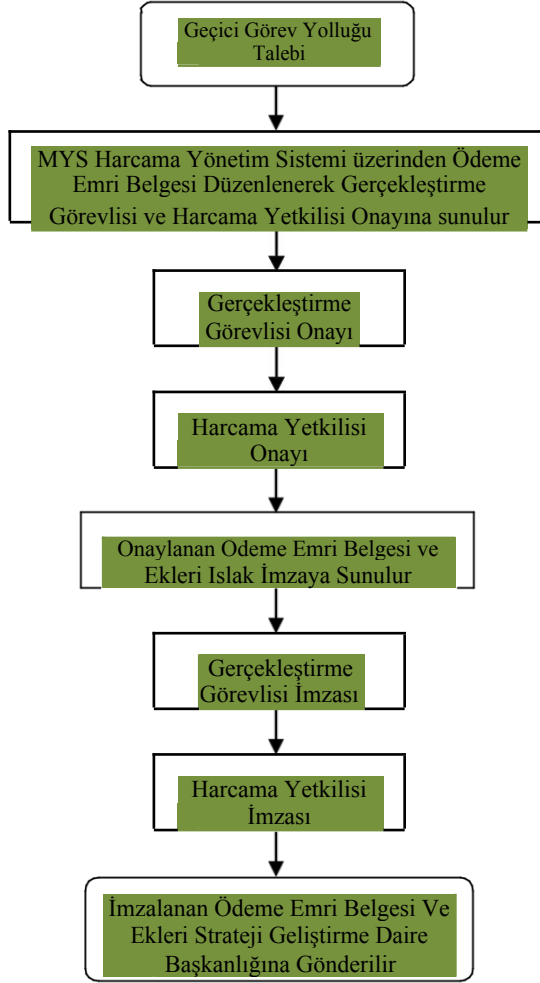 Geçici Görev Yolluğu
Talebi
MYS Harcama Yönetim Sistemi üzerinden Ödeme
Emri Belgesi Düzenlenerek Gerçekleştirme
Görevlisi ve Harcama Yetkilisi Onayına sunulur
Gerçekleştirme
Görevlisi Onayı
Harcama Yetkilisi
Onayı
Onaylanan Ödeme Emri Belgesi ve
Ekleri Islak İmzaya Sunulur
Gerçekleştirme
Görevlisi İmzası
Harcama Yetkilisi
İmzası
İmzalanan Ödeme Emri Belgesi Ve
Ekleri Strateji Geliştirme Daire
Başkanlığına Gönderilir